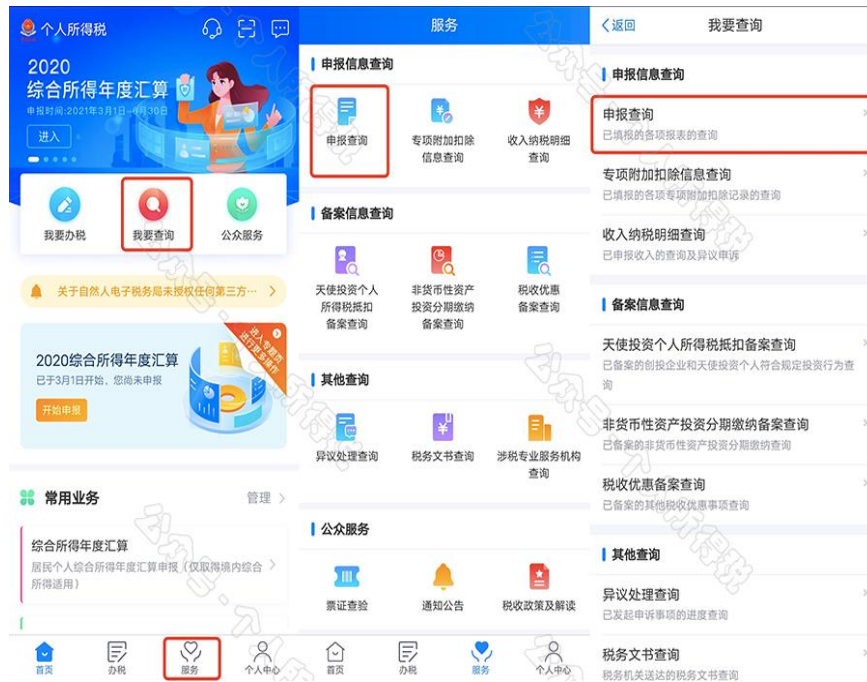 个人所得税
2020
综合所得年度汇算
申报时间:2021年3月1日-6月30日
进入
我要办税
我要查询
公众服务
关于自然人电子税务局未授权任何第三方…
进入专题页
进行更多操作
2020综合所得年度汇算
已于3月1日开始，您尚未申报
开始申报
常用业务
管理
综合所得年度汇算
居民个人综合所得年度汇算申报（仅取得境内综合
所得适用）
首页
办税
服务
个人中心
服务
申报信息查询
申报查询
专项附加扣除
信息查询
收入纳税明细
查询
备案信息查询
天使投资个人
所得税抵扣
备案查询
非货币性资产
投资分期缴纳
备案查询
税收优惠
备案查询
其他查询
异议处理查询
税务文书查询
涉税专业服务机构
查询
公众服务
票证查验
通知公告
税收政策及解读
首页
办税
服务
个人中心
返回
我要查询
申报信息查询
申报查询
已填报的各项报表的查询
专项附加扣除信息查询
已填报的各项专项附加扣除记录的查询
收入纳税明细查询
已申报收入的查询及异议申诉
备案信息查询
天使投资个人所得税抵扣备案查询
已备案的创投企业和天使投资个人符合规定投资行为查
询
非货币性资产投资分期缴纳备案查询
已备案的非货币性资产投资分期缴纳查询
税收优惠备案查询
已备案的其他税收优惠事项查询
其他查询
异议处理查询
已发起申诉事项的进度查询
税务文书查询
税务机关送达的税务文书查询
公众号·个人所得税